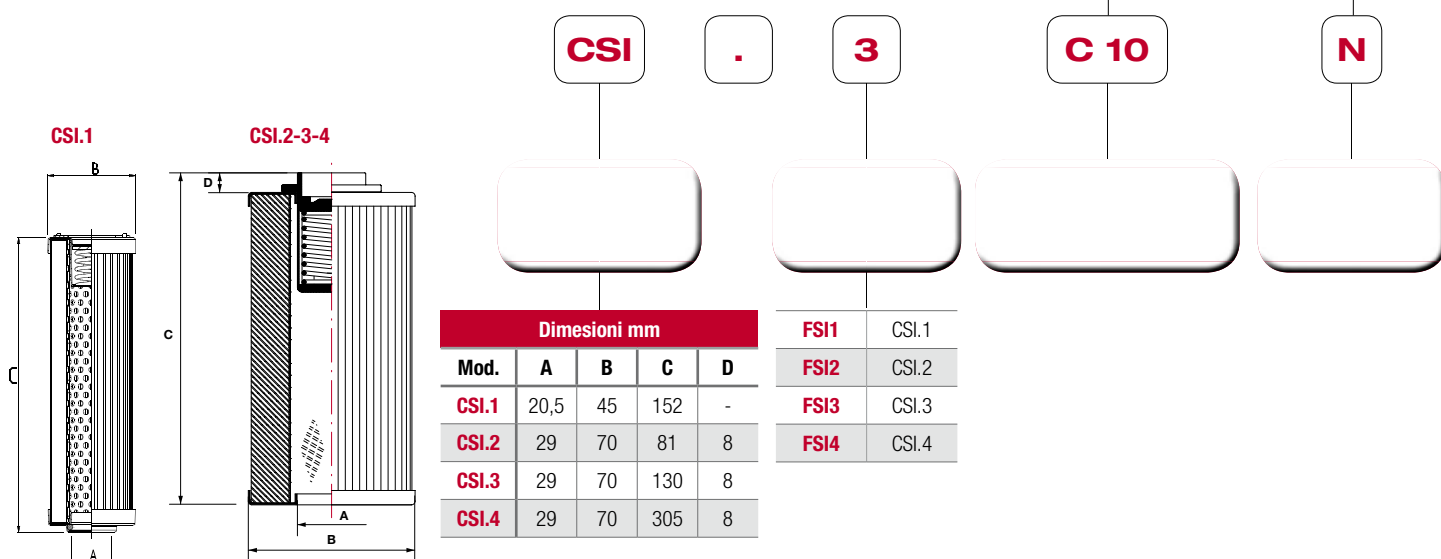 CSI . 3 C 10 N
CSI.1
CSI.2-3-4
B
D
C
C
A
B
A
Dimesioni mm
Mod. A B C D
CSI.1 20,5 45 152 -
CSI.2 29 70 81 8
CSI.3 29 70 130 8
CSI.4 29 70 305 8
FSI1 CSI.1
FSI2 CSI.2
FSI3 CSI.3
FSI4 CSI.4